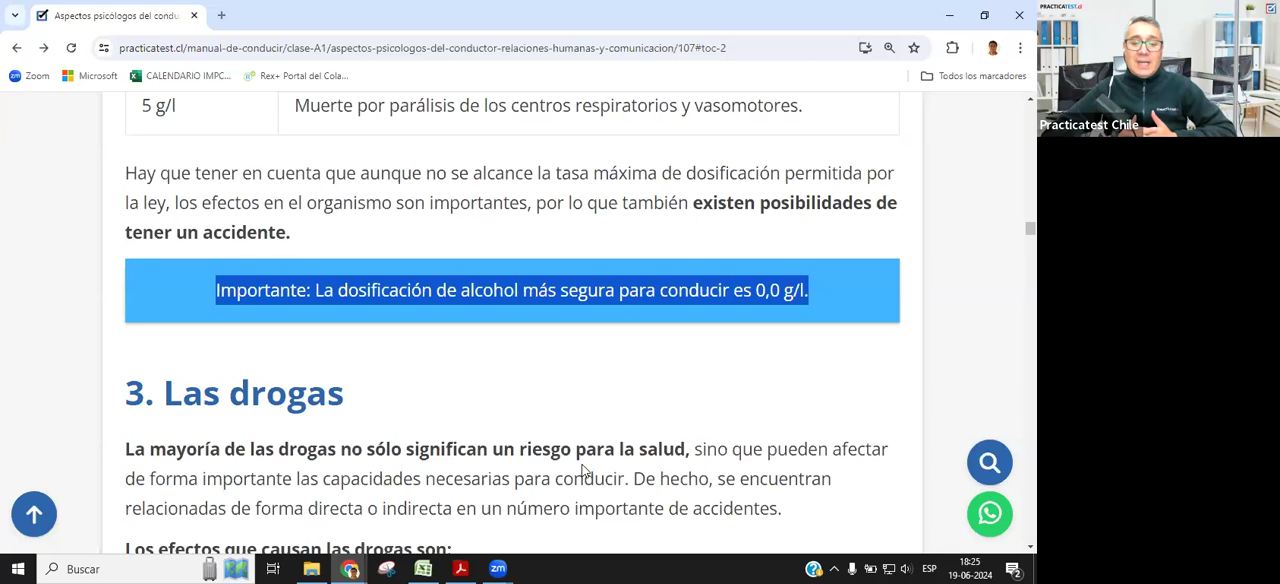 Aspectos psicólogos del condu
practicatest.cl/manual-de-conducir/clase-A1/aspectos-psicologos-del-conductor-relaciones-humanas-y-comunicacion/107#toc-2
Zoom
Microsoft
CALENDARIO IMPC...
Rex+ Portal del Cola...
Todos los marcadores
PRACTICATEST.cl
Practicatest Chile
5 g/l
Muerte por parálisis de los centros respiratorios y vasomotores.
Hay que tener en cuenta que aunque no se alcance la tasa máxima de dosificación permitida por
la ley, los efectos en el organismo son importantes, por lo que también existen posibilidades de
tener un accidente.
Importante: La dosificación de alcohol más segura para conducir es 0,0 g/l.
3. Las drogas
La mayoría de las drogas no sólo significan un riesgo para la salud, sino que pueden afectar
de forma importante las capacidades necesarias para conducir. De hecho, se encuentran
relacionadas de forma directa o indirecta en un número importante de accidentes.
Los efectos que causan las drogas son:
Buscar
ESP
18:25
19-06-2024
2